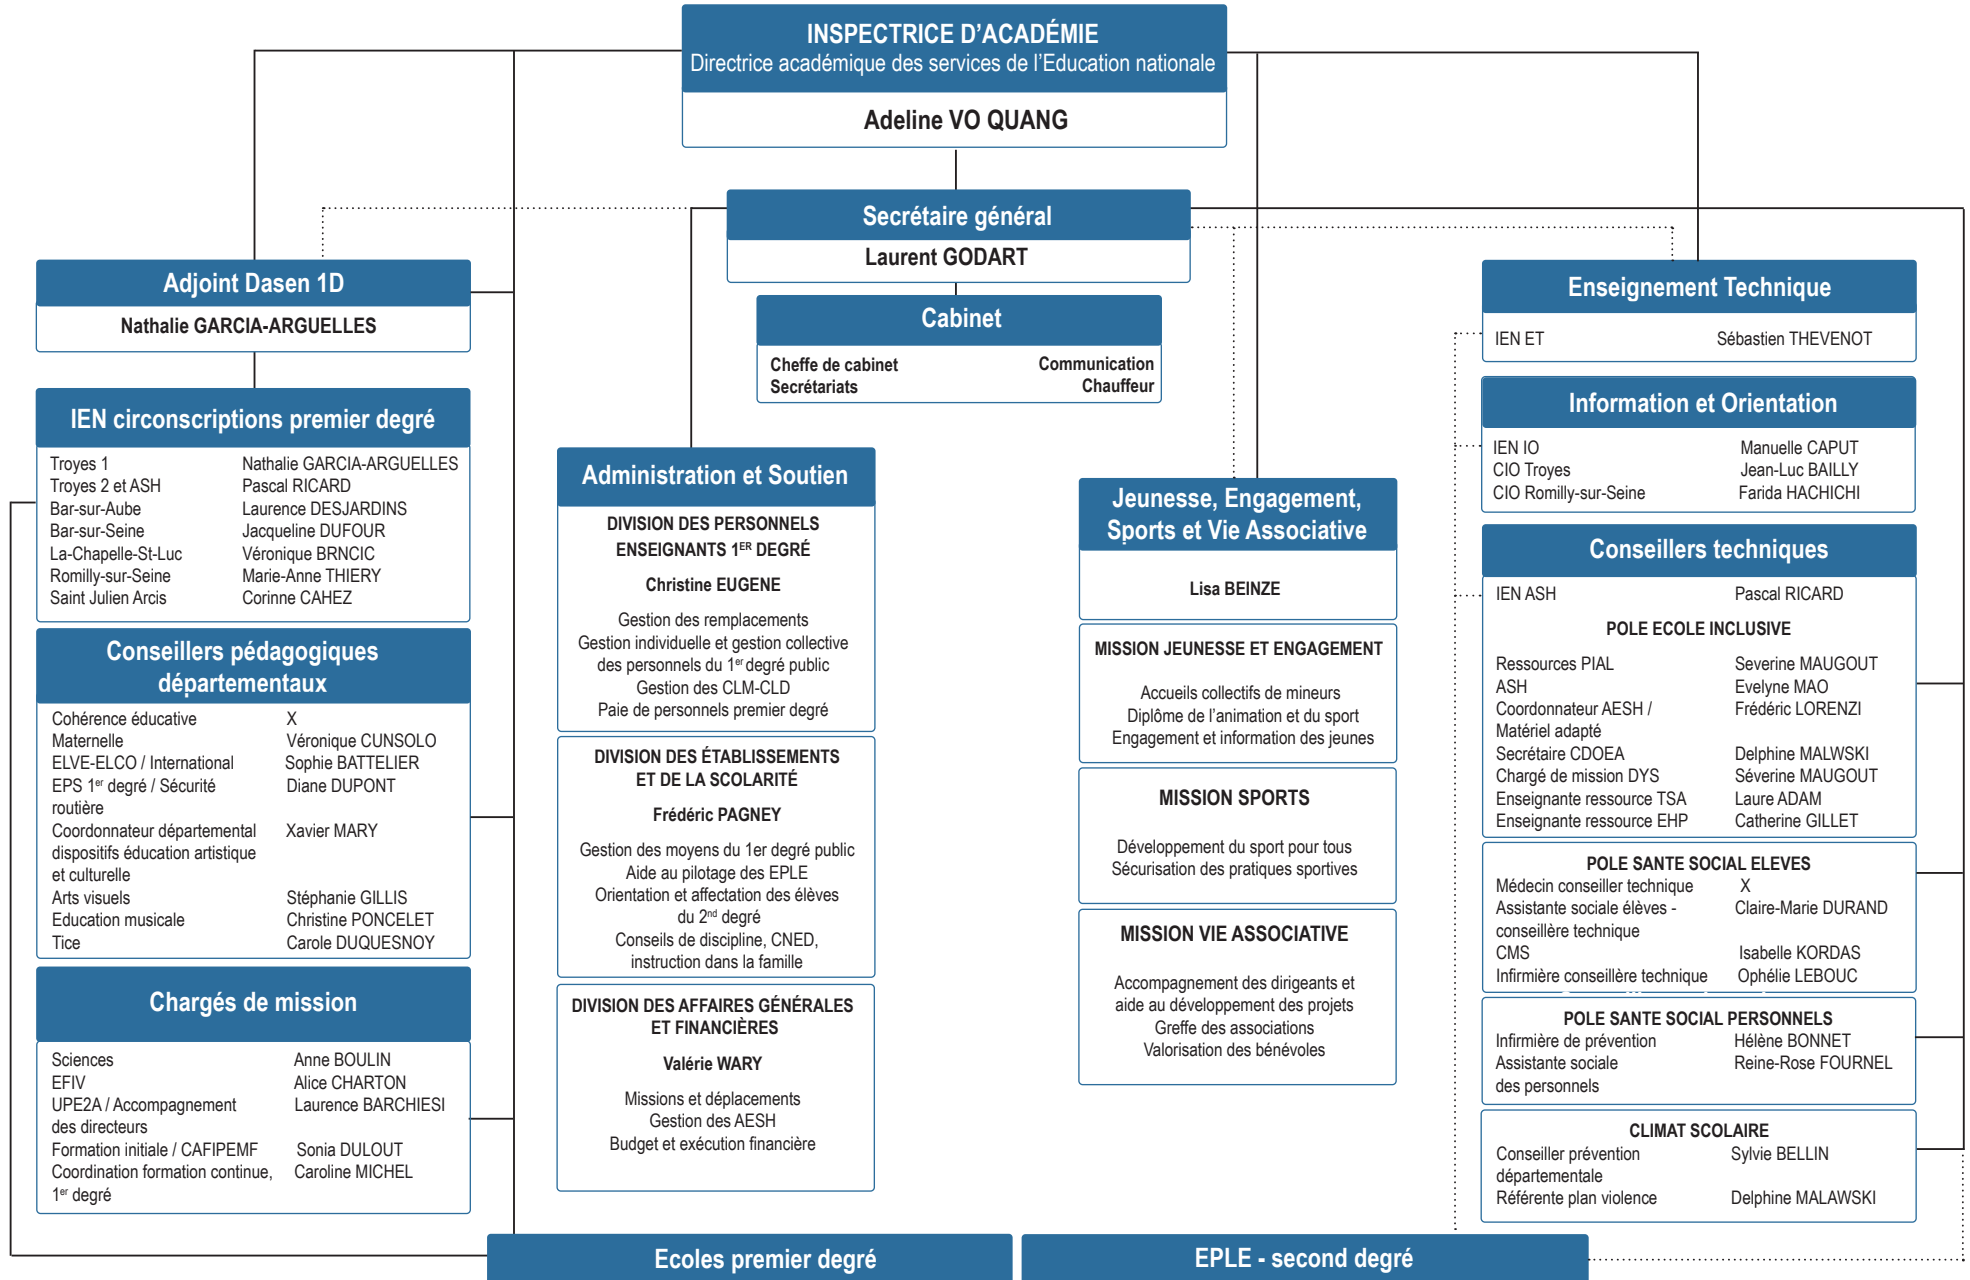 INSPECTRICE D'ACADÉMIE
Directrice académique des services de l'Education nationale
Adeline VO QUANG
Secrétaire général
Laurent GODART
Cabinet
Cheffe de cabinet Communication
Secrétariats Chauffeur
Adjoint Dasen 1D
Nathalie GARCIA-ARGUELLES
IEN circonscriptions premier degré
Troyes 1 Nathalie GARCIA-ARGUELLES
Troyes 2 et ASH Pascal RICARD
Bar-sur-Aube Laurence DESJARDINS
Bar-sur-Seine Jacqueline DUFOUR
La-Chapelle-St-Luc Véronique BRNCIC
Romilly-sur-Seine Marie-Anne THIERY
Saint Julien Arcis Corinne CAHEZ
Conseillers pédagogiques
départementaux
Cohérence éducative X
Maternelle Véronique CUNSOLO
ELVE-ELCO / International Sophie BATTELIER
EPS 1er degré / Sécurité Diane DUPONT
routière
Coordonnateur départemental Xavier MARY
dispositifs éducation artistique
et culturelle
Arts visuels Stéphanie GILLIS
Education musicale Christine PONCELET
Tice Carole DUQUESNOY
Chargés de mission
Sciences Anne BOULIN
EFIV Alice CHARTON
UPE2A / Accompagnement Laurence BARCHIESI
des directeurs
Formation initiale / CAFIPEMF Sonia DULOUT
Coordination formation continue, Caroline MICHEL
1er degré
Administration et Soutien
DIVISION DES PERSONNELS
ENSEIGNANTS 1ER DEGRÉ
Christine EUGENE
Gestion des remplacements
Gestion individuelle et gestion collective
des personnels du 1er degré public
Gestion des CLM-CLD
Paie de personnels premier degré
DIVISION DES ÉTABLISSEMENTS
ET DE LA SCOLARITÉ
Frédéric PAGNEY
Gestion des moyens du 1er degré public
Aide au pilotage des EPLE
Orientation et affectation des élèves
du 2nd degré
Conseils de discipline, CNED,
instruction dans la famille
DIVISION DES AFFAIRES GÉNÉRALES
ET FINANCIÈRES
Valérie WARY
Missions et déplacements
Gestion des AESH
Budget et exécution financière
Jeunesse, Engagement,
Sports et Vie Associative
Lisa BEINZE
MISSION JEUNESSE ET ENGAGEMENT
Accueils collectifs de mineurs
Diplôme de l'animation et du sport
Engagement et information des jeunes
MISSION SPORTS
Développement du sport pour tous
Sécurisation des pratiques sportives
MISSION VIE ASSOCIATIVE
Accompagnement des dirigeants et
aide au développement des projets
Greffe des associations
Valorisation des bénévoles
Enseignement Technique
IEN ET Sébastien THEVENOT
Information et Orientation
IEN IO Manuelle CAPUT
CIO Troyes Jean-Luc BAILLY
CIO Romilly-sur-Seine Farida HACHICHI
Conseillers techniques
IEN ASH Pascal RICARD
POLE ECOLE INCLUSIVE
Ressources PIAL Severine MAUGOUT
ASH Evelyne MAO
Coordonnateur AESH / Frédéric LORENZI
Matériel adapté
Secrétaire CDOEA Delphine MALWSKI
Chargé de mission DYS Séverine MAUGOUT
Enseignante ressource TSA Laure ADAM
Enseignante ressource EHP Catherine GILLET
POLE SANTE SOCIAL ELEVES
Médecin conseiller technique X
Assistante sociale élèves - Claire-Marie DURAND
conseillère technique
CMS Isabelle KORDAS
Infirmière conseillère technique Ophélie LEBOUC
POLE SANTE SOCIAL PERSONNELS
Infirmière de prévention Hélène BONNET
Assistante sociale Reine-Rose FOURNEL
des personnels
CLIMAT SCOLAIRE
Conseiller prévention Sylvie BELLIN
départementale
Référente plan violence Delphine MALAWSKI
Ecoles premier degré
EPLE - second degré